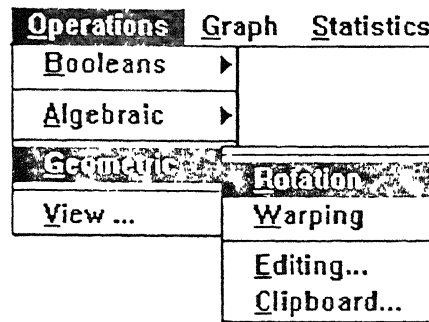 Operations Graph Statistics
Booleans
Algebraic
Geometric
Rotation
View ...
Warping
Editing...
Clipboard...